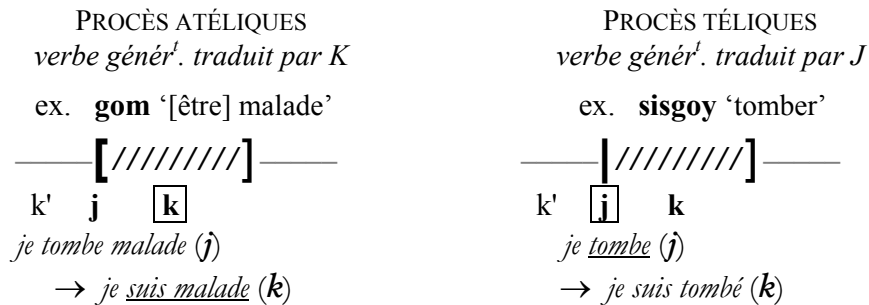 PROCÈS ATÉLIQUES
verbe génér^t. traduit par K
ex. gom ‘[être] malade’
[/////////]
k' j k
je tombe malade (j)
→ je suis malade (k)
PROCÈS TÉLIQUES
verbe génér^t. traduit par J
ex. sisgoy ‘tomber’
|/////////]
k' j k
je tombe (j)
→ je suis tombé (k)